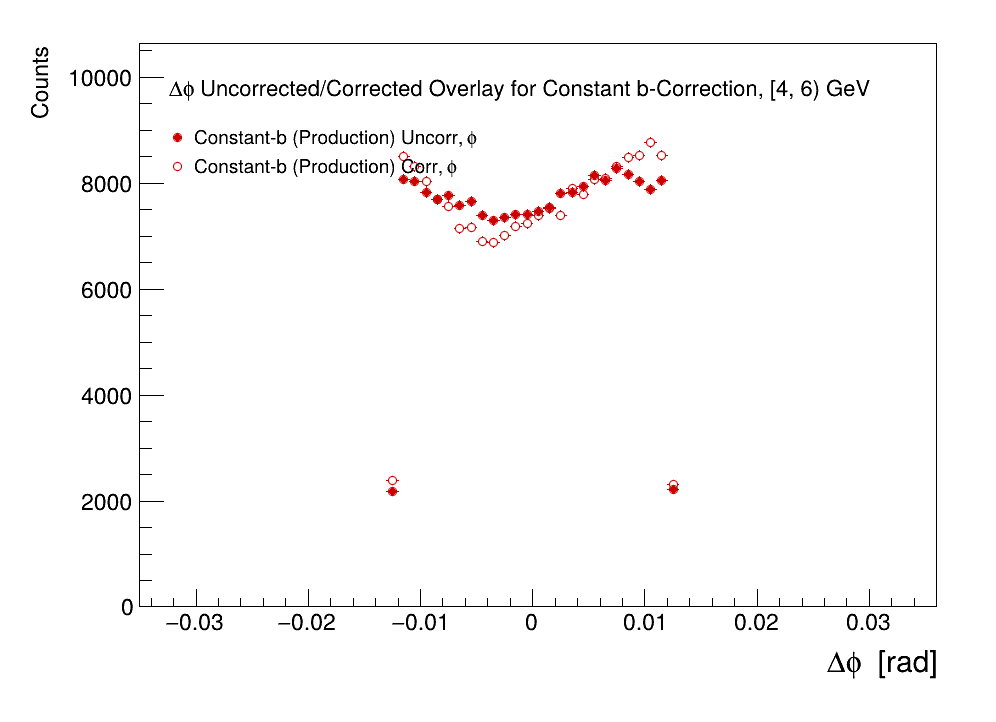 Counts
10000
8000
6000
4000
2000
0
Δϕ Uncorrected/Corrected Overlay for Constant b-Correction, [4, 6) GeV
Constant-b (Production) Uncorr, ϕ
Constant-b (Production) Corr, ϕ
−0.03 −0.02 −0.01 0 0.01 0.02 0.03
Δϕ [rad]